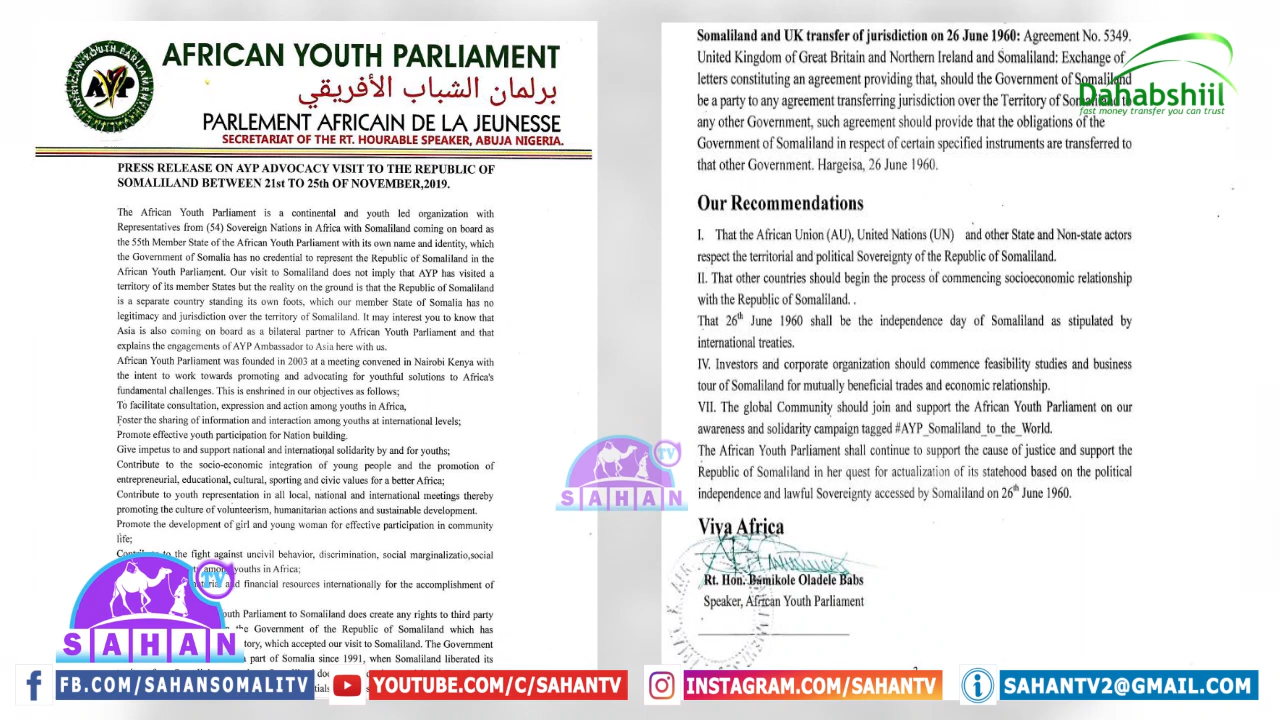 AFRICAN YOUTH PARLIAMENT
برلمان الشباب الأفريقي
PARLEMENT AFRICAIN DE LA JEUNESSE
SECRETARIAT OF THE RT. HOURABLE SPEAKER, ABUJA NIGERIA.
AFRICAN YOUTH PARLIAMENT
AYP
PRESS RELEASE ON AYP ADVOCACY VISIT TO THE REPUBLIC OF
SOMALILAND BETWEEN 21st TO 25th OF NOVEMBER,2019.
The African Youth Parliament is a continental and youth led organization with
Representatives from (54) Sovereign Nations in Africa with Somaliland coming on board as
the 55th Member State of the African Youth Parliament with its own name and identity, which
the Government of Somalia has no credential to represent the Republic of Somaliland in the
African Youth Parliament. Our visit to Somaliland does not imply that AYP has visited a
territory of its member States but the reality on the ground is that the Republic of Somaliland
is a separate country standing its own foots, which our member State of Somalia has no
legitimacy and jurisdiction over the territory of Somaliland. It may interest you to know that
Asia is also coming on board as a bilateral partner to African Youth Parliament and that
explains the engagements of AYP Ambassador to Asia here with us.
African Youth Parliament was founded in 2003 at a meeting convened in Nairobi Kenya with
the intent to work towards promoting and advocating for youthful solutions to Africa's
fundamental challenges. This is enshrined in our objectives as follows;
To facilitate consultation, expression and action among youths in Africa,
Foster the sharing of information and interaction among youths at international levels;
Promote effective youth participation for Nation building.
Give impetus to and support national and international solidarity by and for youths;
Contribute to the socio-economic integration of young people and the promotion of
entrepreneurial, educational, cultural, sporting and civic values for a better Africa;
Contribute to youth representation in all local, national and international meetings thereby
promoting the culture of volunteerism, humanitarian actions and sustainable development.
Promote the development of girl and young woman for effective participation in community
life;
Contribute to the fight against uncivil behavior, discrimination, social marginalizatio,social
among youths in Africa;
and financial resources internationally for the accomplishment of
Parliament to Somaliland does create any rights to third party
the Government of the Republic of Somaliland which has
which accepted our visit to Somaliland. The Government
part of Somalia since 1991, when Somaliland liberated its
Somaliland and UK transfer of jurisdiction on 26 June 1960: Agreement No. 5349.
United Kingdom of Great Britain and Northern Ireland and Somaliland: Exchange of
letters constituting an agreement providing that, should the Government of Somaliland
be a party to any agreement transferring jurisdiction over the Territory of Somaliland to
any other Government, such agreement should provide that the obligations of the
Government of Somaliland in respect of certain specified instruments are transferred to
that other Government. Hargeisa, 26 June 1960.
Our Recommendations
I. That the African Union (AU), United Nations (UN) and other State and Non-state actors
respect the territorial and political Sovereignty of the Republic of Somaliland.
II. That other countries should begin the process of commencing socioeconomic relationship
with the Republic of Somaliland. .
That 26th June 1960 shall be the independence day of Somaliland as stipulated by
international treaties.
IV. Investors and corporate organization should commence feasibility studies and business
tour of Somaliland for mutually beneficial trades and economic relationship.
VII. The global Community should join and support the African Youth Parliament on our
awareness and solidarity campaign tagged #AYP_Somaliland_to_the_World.
The African Youth Parliament shall continue to support the cause of justice and support the
Republic of Somaliland in her quest for actualization of its statehood based on the political
independence and lawful Sovereignty accessed by Somaliland on 26th June 1960.
Viva Africa
Rt. Hon. Bamikole Oladele Babs
Speaker, African Youth Parliament
Dahabshiil
fast money transfer you can trust
TV
SAHAN
TV
SAHAN
FB.COM/SAHANSOMALITV
YOUTUBE.COM/C/SAHANTV
INSTAGRAM.COM/SAHANTV
SAHANTV2@GMAIL.COM